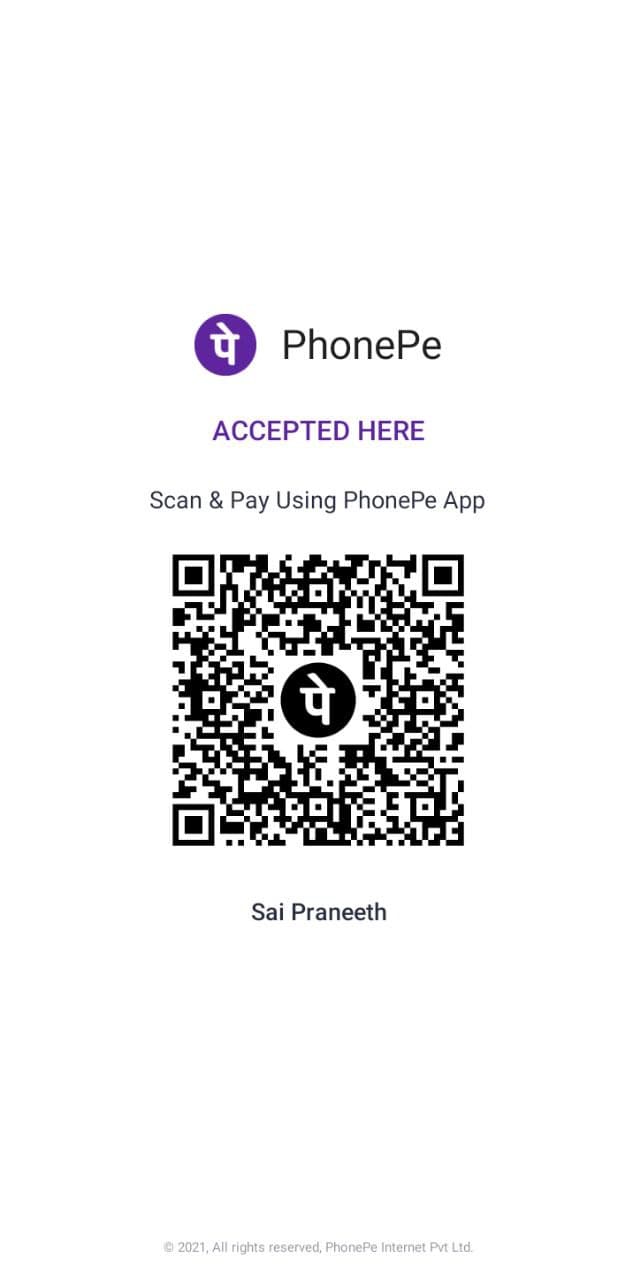 पे PhonePe
ACCEPTED HERE
Scan & Pay Using PhonePe App
पे
Sai Praneeth
© 2021, All rights reserved, PhonePe Internet Pvt Ltd.